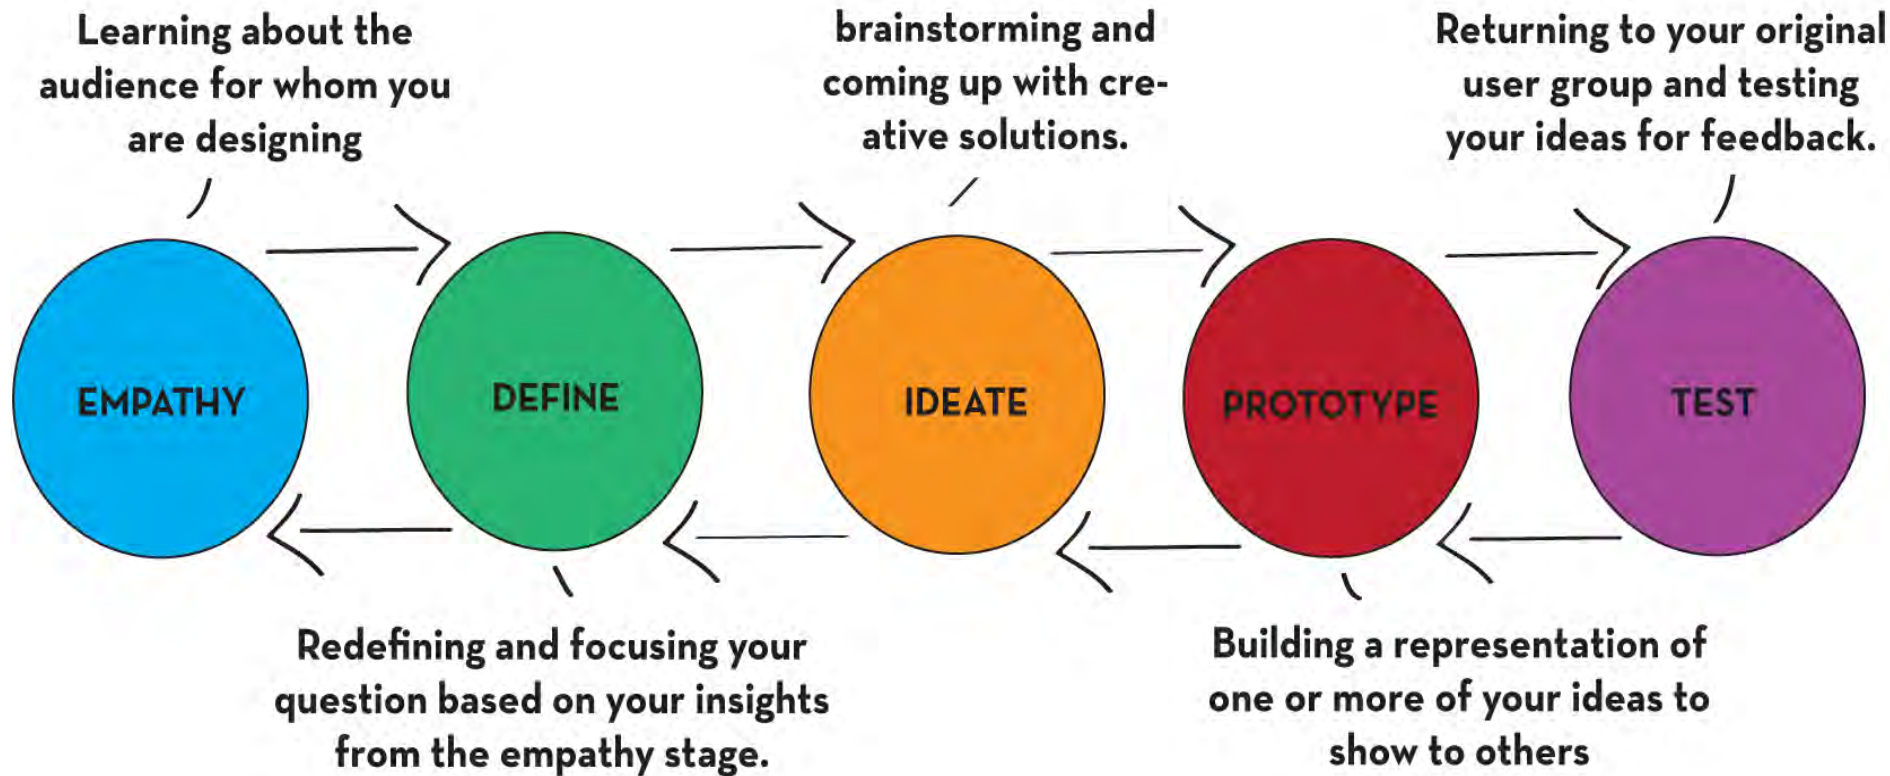 Learning about the
audience for whom you
are designing
brainstorming and
coming up with cre-
ative solutions.
Returning to your original
user group and testing
your ideas for feedback.
EMPATHY
DEFINE
IDEATE
PROTOTYPE
TEST
Redefining and focusing your
question based on your insights
from the empathy stage.
Building a representation of
one or more of your ideas to
show to others